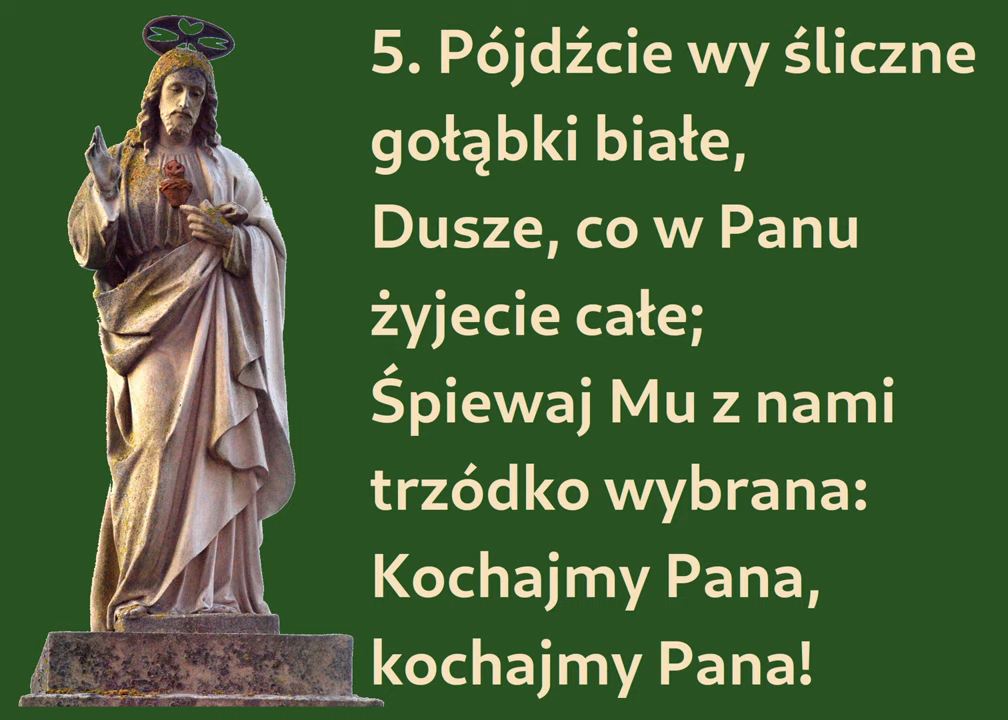 5. Pójdźcie wy śliczne
gołąbki białe,
Dusze, co w Panu
żyjecie całe;
Śpiewaj Mu z nami
trzódko wybrana:
Kochajmy Pana,
kochajmy Pana!